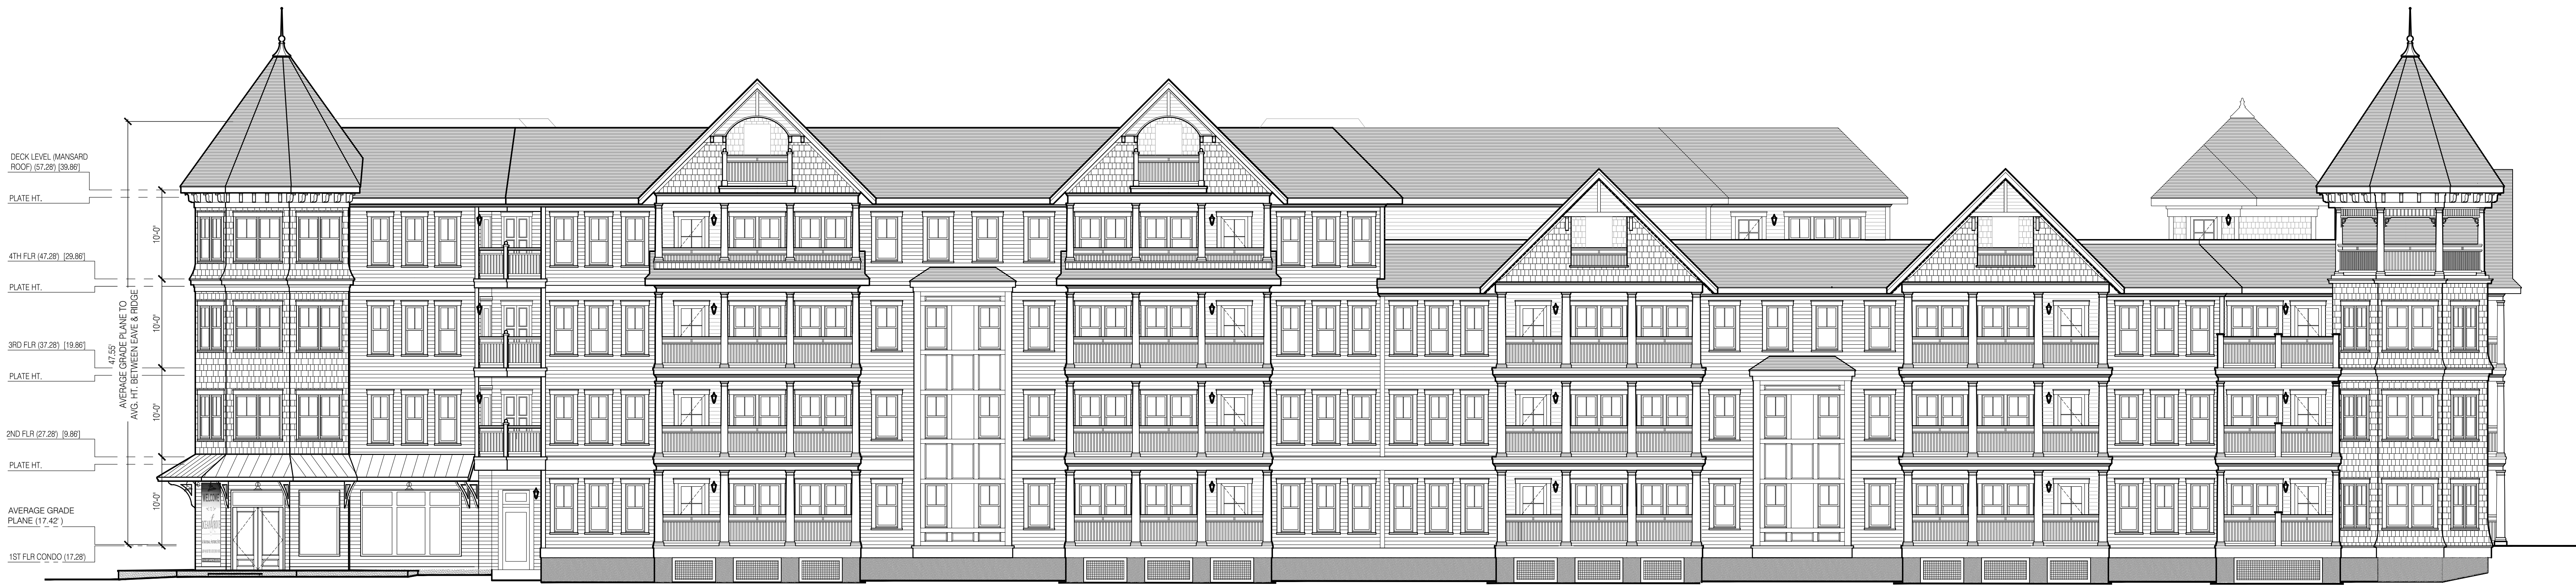 DECK LEVEL (MANSARD
ROOF) (57.28') [39.86']
PLATE HT.
10'-0"
4TH FLR (47.28') [29.86']
PLATE HT.
47.55'
AVERAGE GRADE PLANE TO
AVG. HT. BETWEEN EAVE & RIDGE
10'-0"
3RD FLR (37.28') [19.86']
PLATE HT.
10'-0"
2ND FLR (27.28') [9.86']
PLATE HT.
10'-0"
AVERAGE GRADE
PLANE (17.42' )
1ST FLR CONDO (17.28')